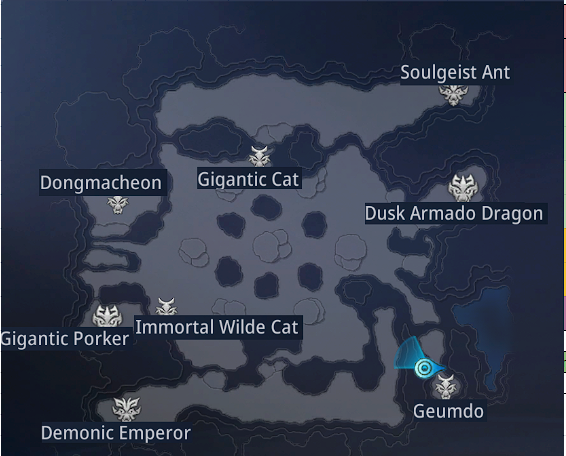 Soulgeist Ant
Gigantic Cat
Dongmacheon
Dusk Armado Dragon
Immortal Wilde Cat
Gigantic Porker
Geumdo
Demonic Emperor